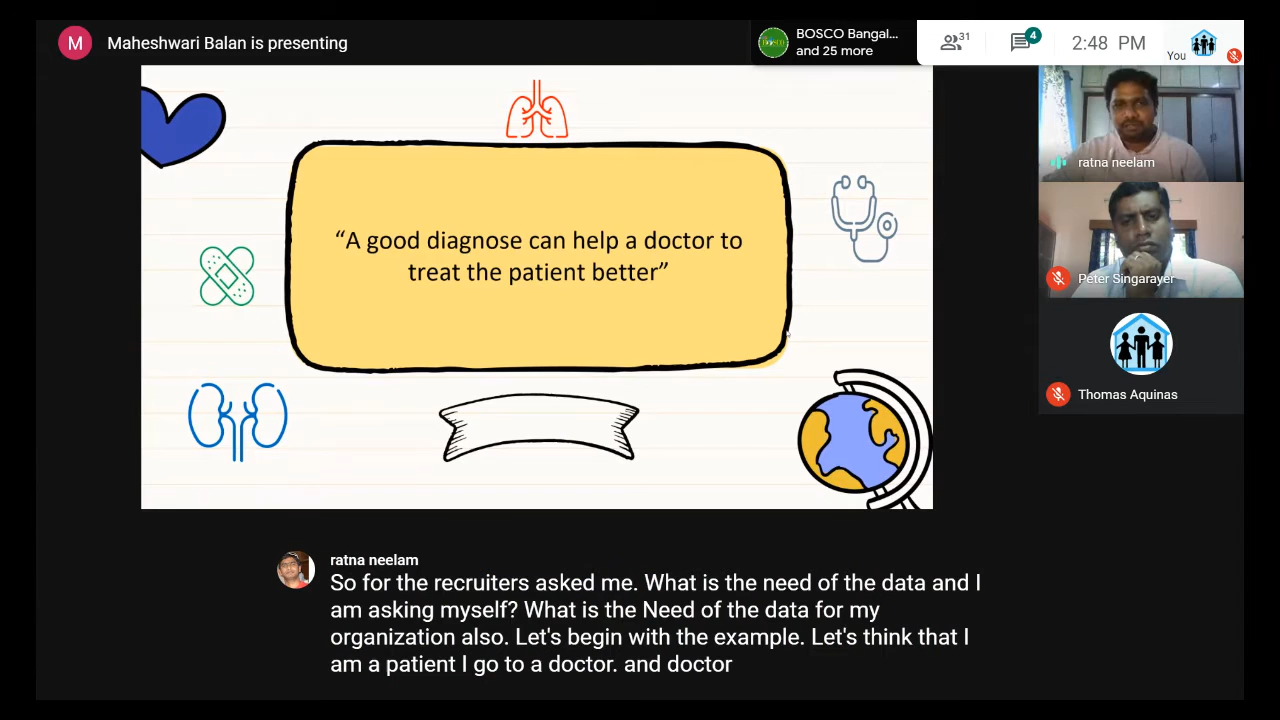 M
Maheshwari Balan is presenting
BOSCO
BOSCO Bangal...
and 25 more
31
4
2:48 PM
You
ratna neelam
“A good diagnose can help a doctor to
treat the patient better”
Peter Singarayer
Thomas Aquinas
ratna neelam
So for the recruiters asked me. What is the need of the data and I
am asking myself? What is the Need of the data for my
organization also. Let's begin with the example. Let's think that I
am a patient I go to a doctor. and doctor